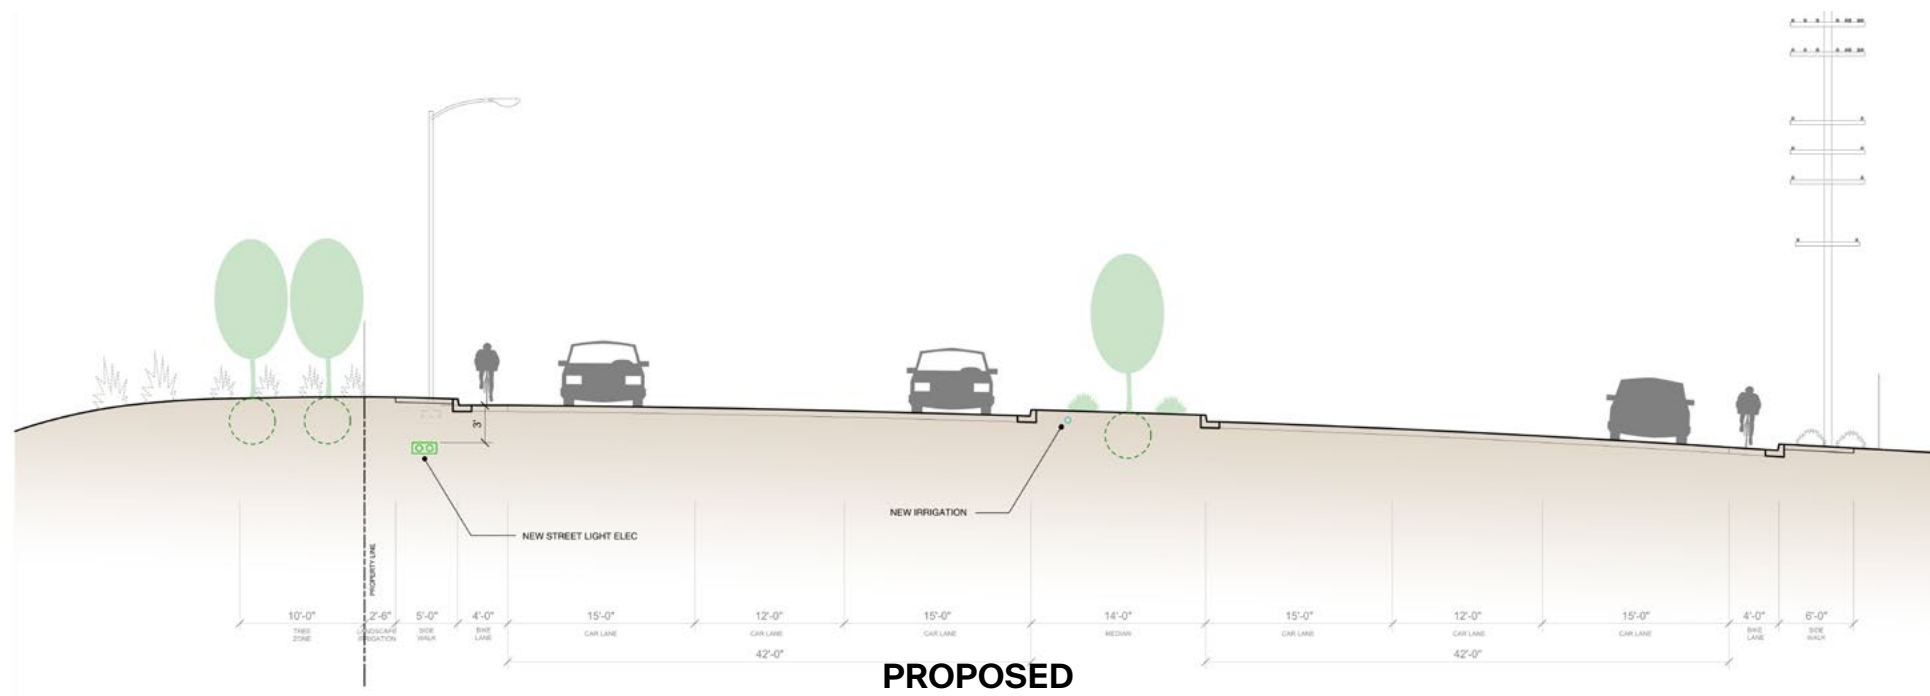 3'
NEW IRRIGATION
NEW STREET LIGHT ELEC
PROPERTY LINE
10'-0"
2'-6"
5'-0"
4'-0"
15'-0"
12'-0"
15'-0"
14'-0"
15'-0"
12'-0"
15'-0"
4'-0"
6'-0"
TREE
ZONE
LANDSCAPE
IRRIGATION
SIDE
WALK
BIKE
LANE
CAR LANE
CAR LANE
CAR LANE
MEDIAN
CAR LANE
CAR LANE
CAR LANE
BIKE
LANE
SIDE
WALK
42'-0"
42'-0"
PROPOSED